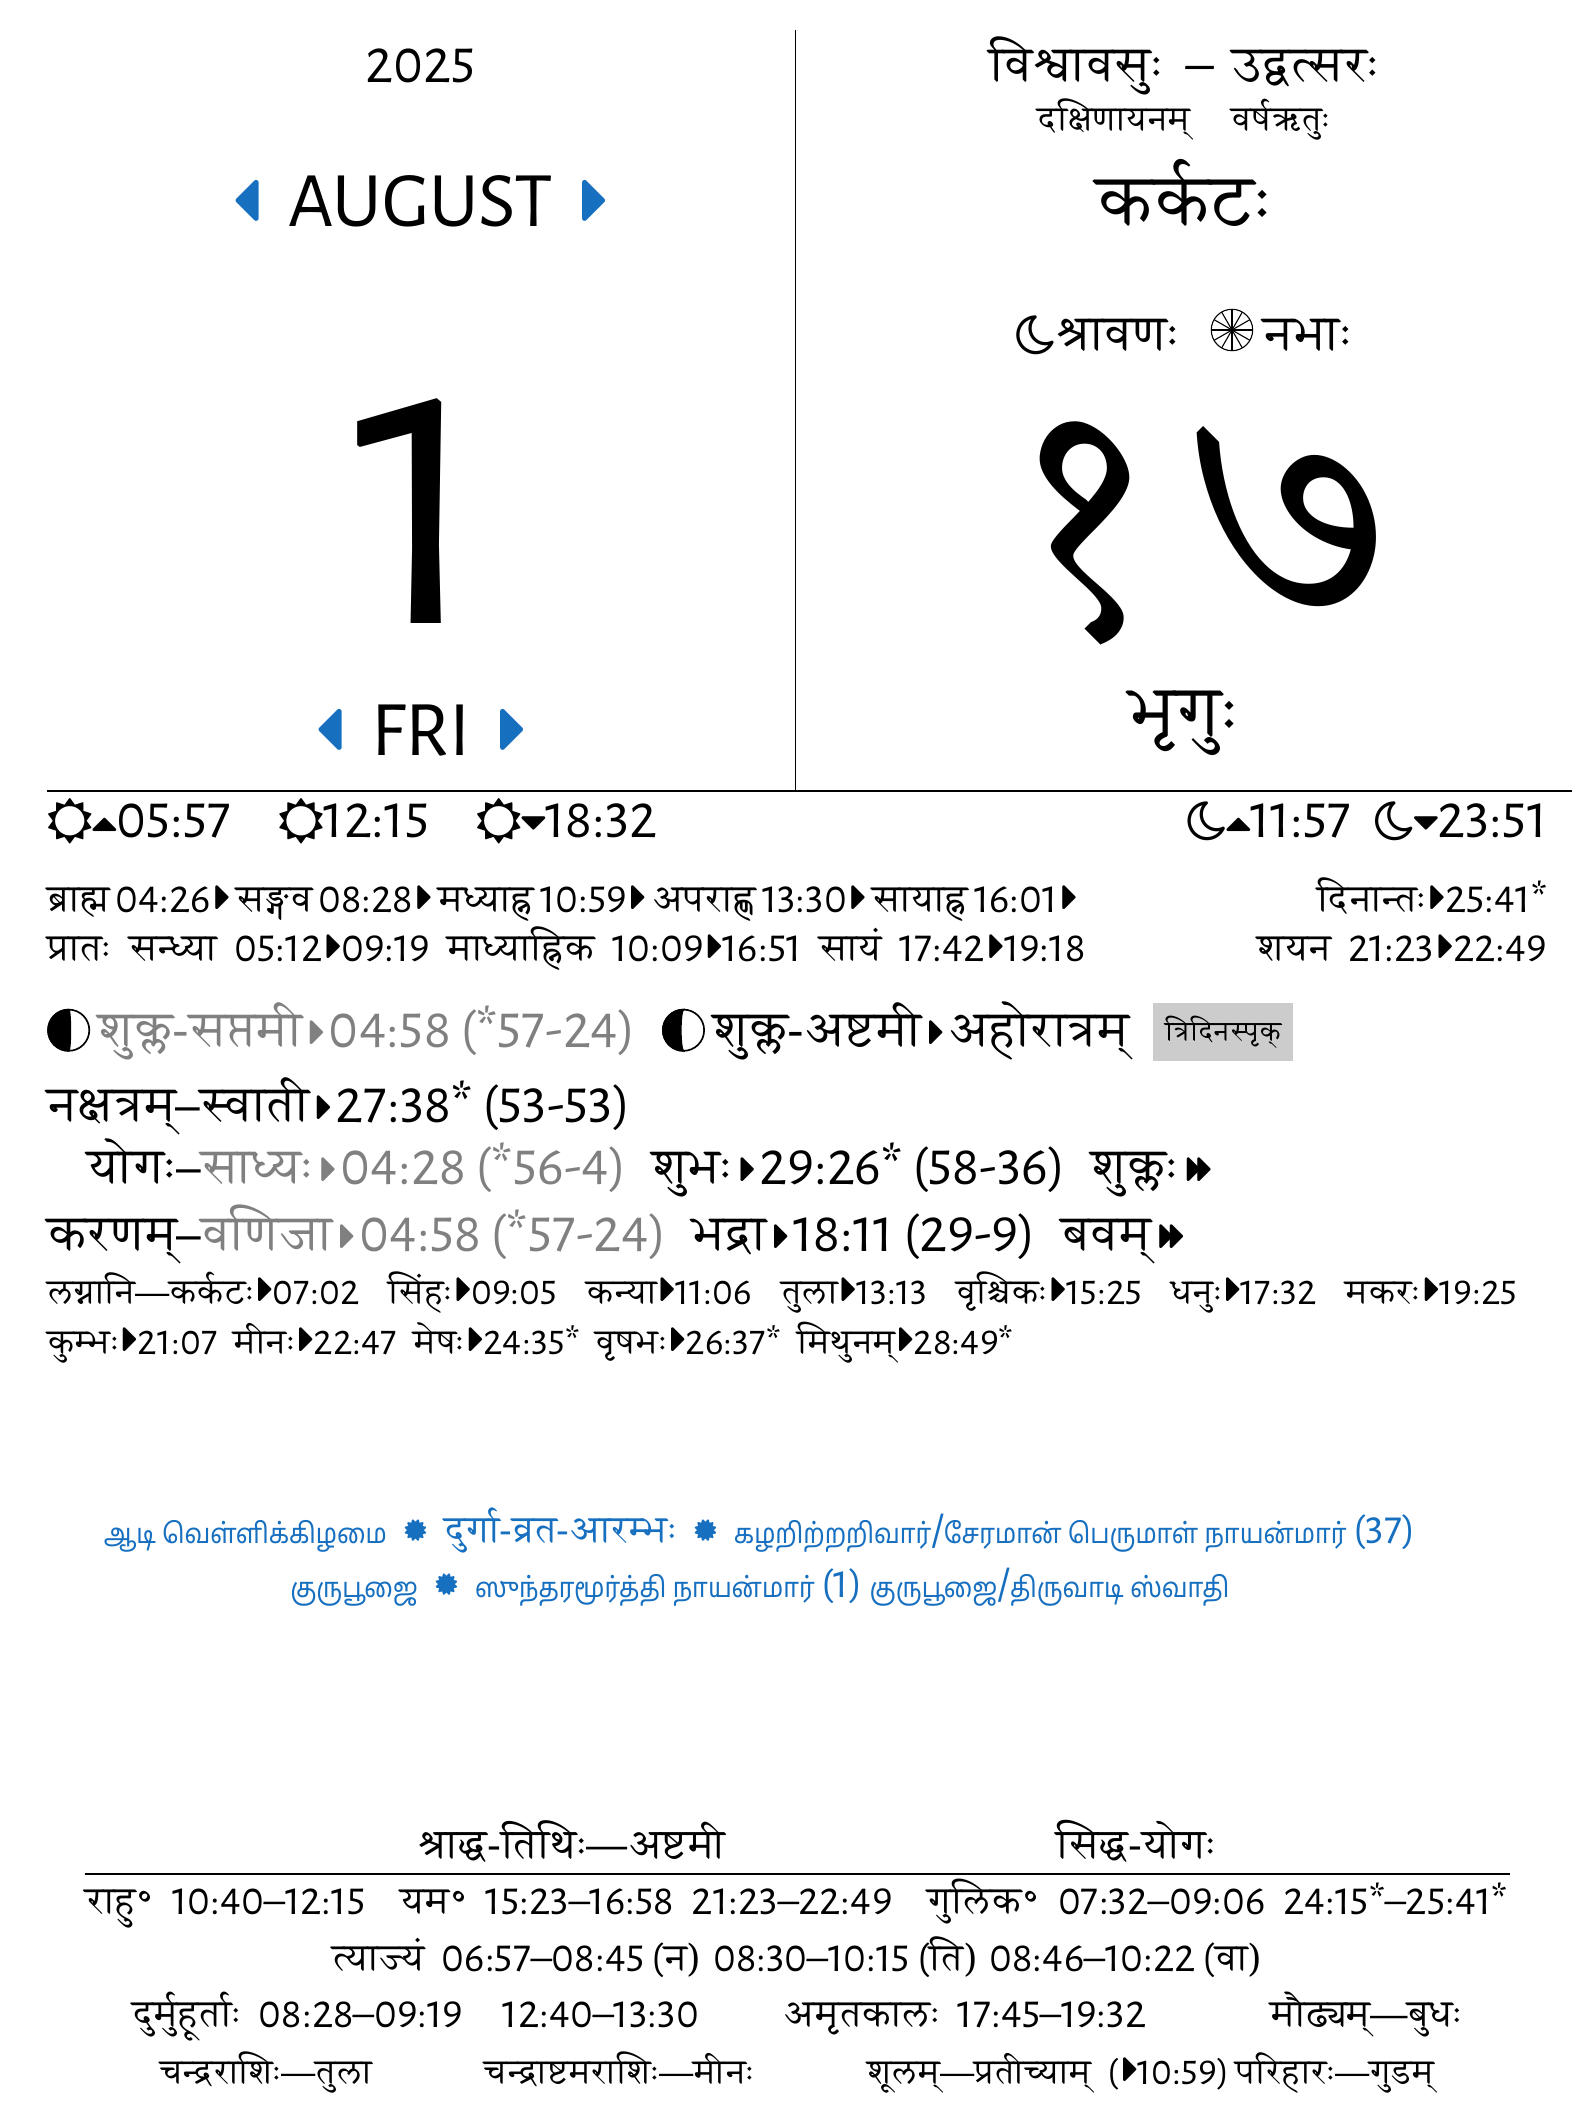 2025
विश्वावसुः – उद्वत्सरः
दक्षिणायनम् वर्षऋतुः
AUGUST
कर्कटः
श्रावणः नभाः
1
१७
FRI
भृगुः
05:57 12:15 18:32 11:57 23:51
ब्राह्म 04:26 सङ्गव 08:28 मध्याह्न 10:59 अपराह्ण 13:30 सायाह्न 16:01 दिनान्तः 25:41*
प्रातः सन्ध्या 05:12 09:19 माध्याह्निक 10:09 16:51 सायं 17:42 19:18 शयन 21:23 22:49
शुक्ल-सप्तमी 04:58 (*57-24) शुक्ल-अष्टमी अहोरात्रम् त्रिदिनस्पृक्
नक्षत्रम्–स्वाती 27:38* (53-53)
योगः–साध्यः 04:28 (*56-4) शुभः 29:26* (58-36) शुक्लः
करणम्–वणिजा 04:58 (*57-24) भद्रा 18:11 (29-9) बवम्
लग्नानि—कर्कटः 07:02 सिंहः 09:05 कन्या 11:06 तुला 13:13 वृश्चिकः 15:25 धनुः 17:32 मकरः 19:25
कुम्भः 21:07 मीनः 22:47 मेषः 24:35* वृषभः 26:37* मिथुनम् 28:49*
ஆடி வெள்ளிக்கிழமை दुर्गा-व्रत-आरम्भः கழறிற்றறிவார்/சேரமான் பெருமாள் நாயன்மார் (37)
குருபூஜை ஸுந்தரமூர்த்தி நாயன்மார் (1) குருபூஜை/திருவாடி ஸ்வாதி
श्राद्ध-तिथिः—अष्टमी सिद्ध-योगः
राहु॰ 10:40–12:15 यम॰ 15:23–16:58 21:23–22:49 गुलिक॰ 07:32–09:06 24:15*–25:41*
त्याज्यं 06:57–08:45 (न) 08:30–10:15 (ति) 08:46–10:22 (वा)
दुर्मुहूर्ताः 08:28–09:19 12:40–13:30 अमृतकालः 17:45–19:32 मौढ्यम्—बुधः
चन्द्रराशिः—तुला चन्द्राष्टमराशिः—मीनः शूलम्—प्रतीच्याम् (10:59) परिहारः—गुडम्